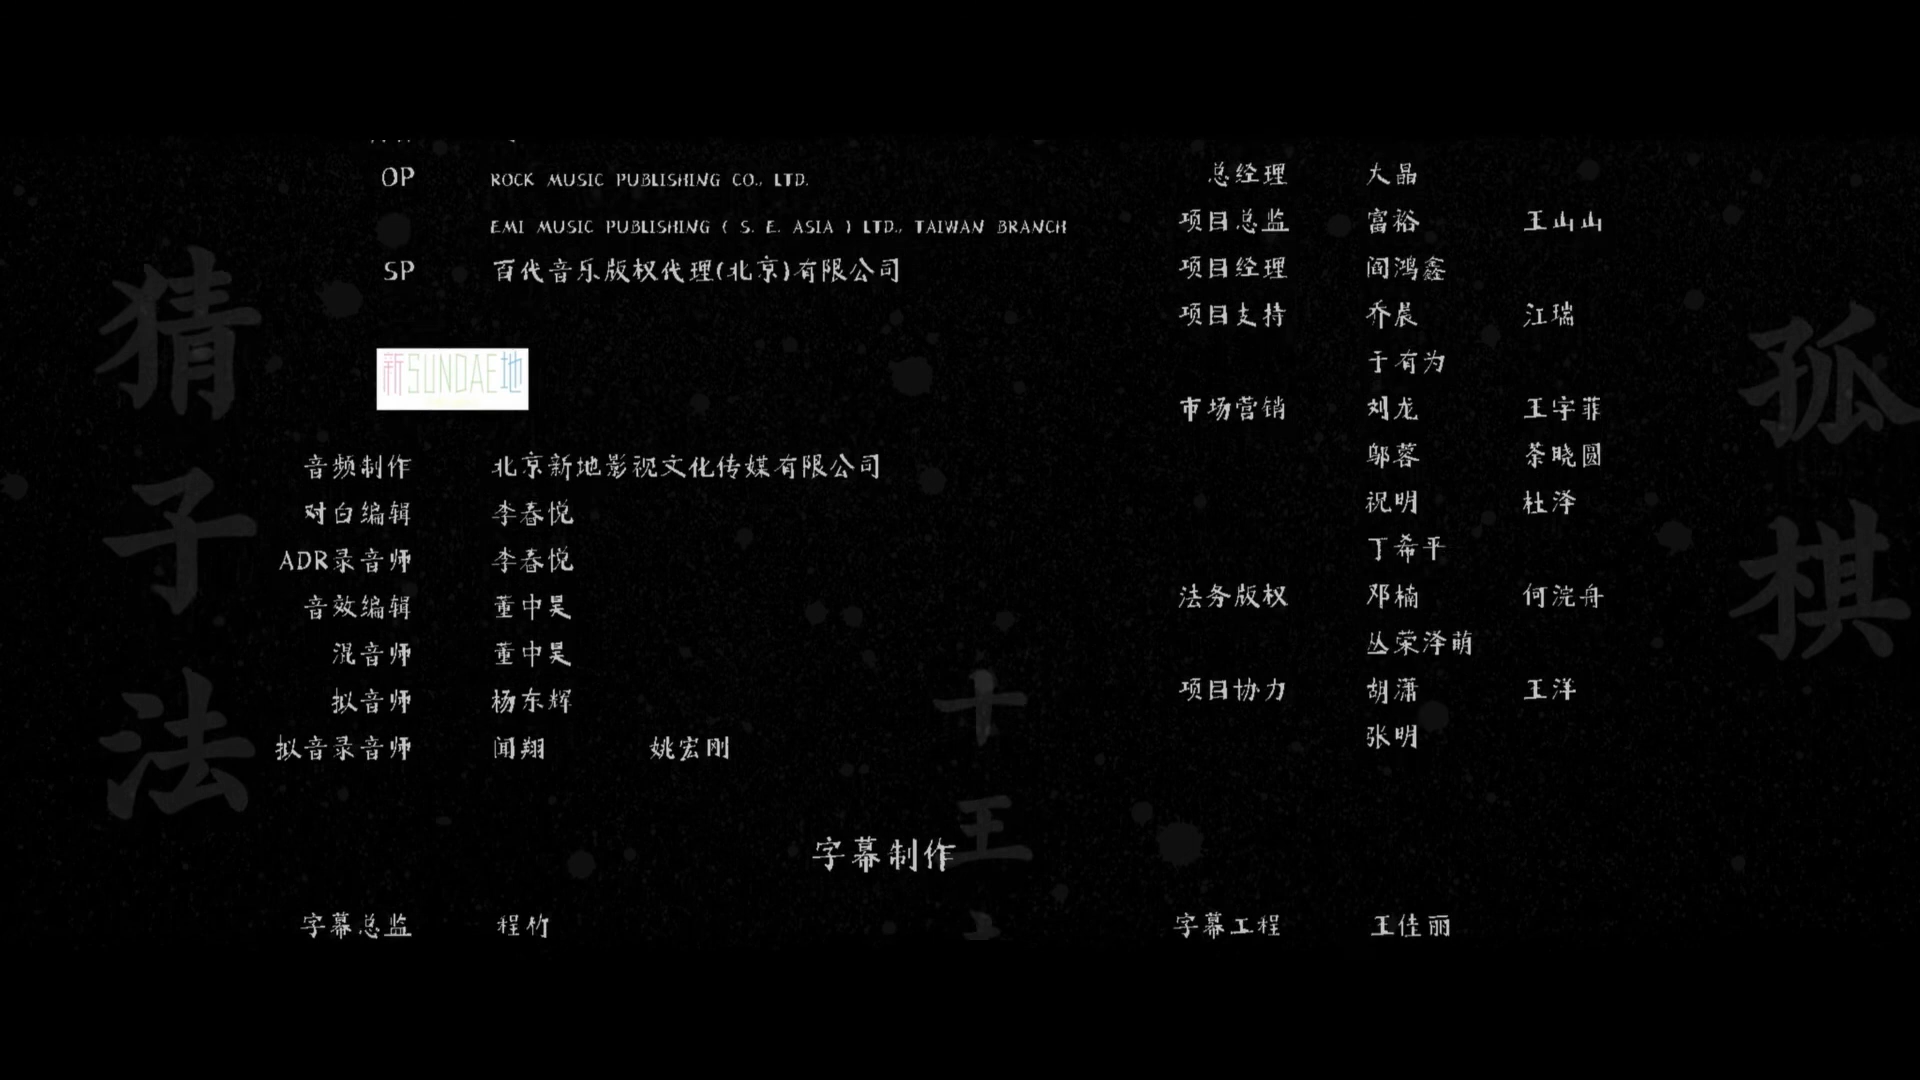 OP ROCK MUSIC PUBLISHING CO., LTD.
EMI MUSIC PUBLISHING ( S. E. ASIA ) LTD., TAIWAN BRANCH
SP 百代音乐版权代理(北京)有限公司
新SUNDAE地
音频制作 北京新地影视文化传媒有限公司
对白编辑 李春悦
ADR录音师 李春悦
音效编辑 董中昊
混音师 董中昊
拟音师 杨东辉
拟音录音师 闻翔 姚宏刚
总经理 大晶
项目总监 富裕 王山山
项目经理 阎鸿鑫
项目支持 乔晨 江瑞
于有为
市场营销 刘龙 王宇菲
邬蓉 荼晓圆
祝明 杜泽
丁希平
法务版权 邓楠 何浣舟
丛荣泽萌
项目协力 胡潇 王洋
张明
字幕制作
字幕总监 程竹
字幕工程 王佳丽
猜子法
十王
孤棋